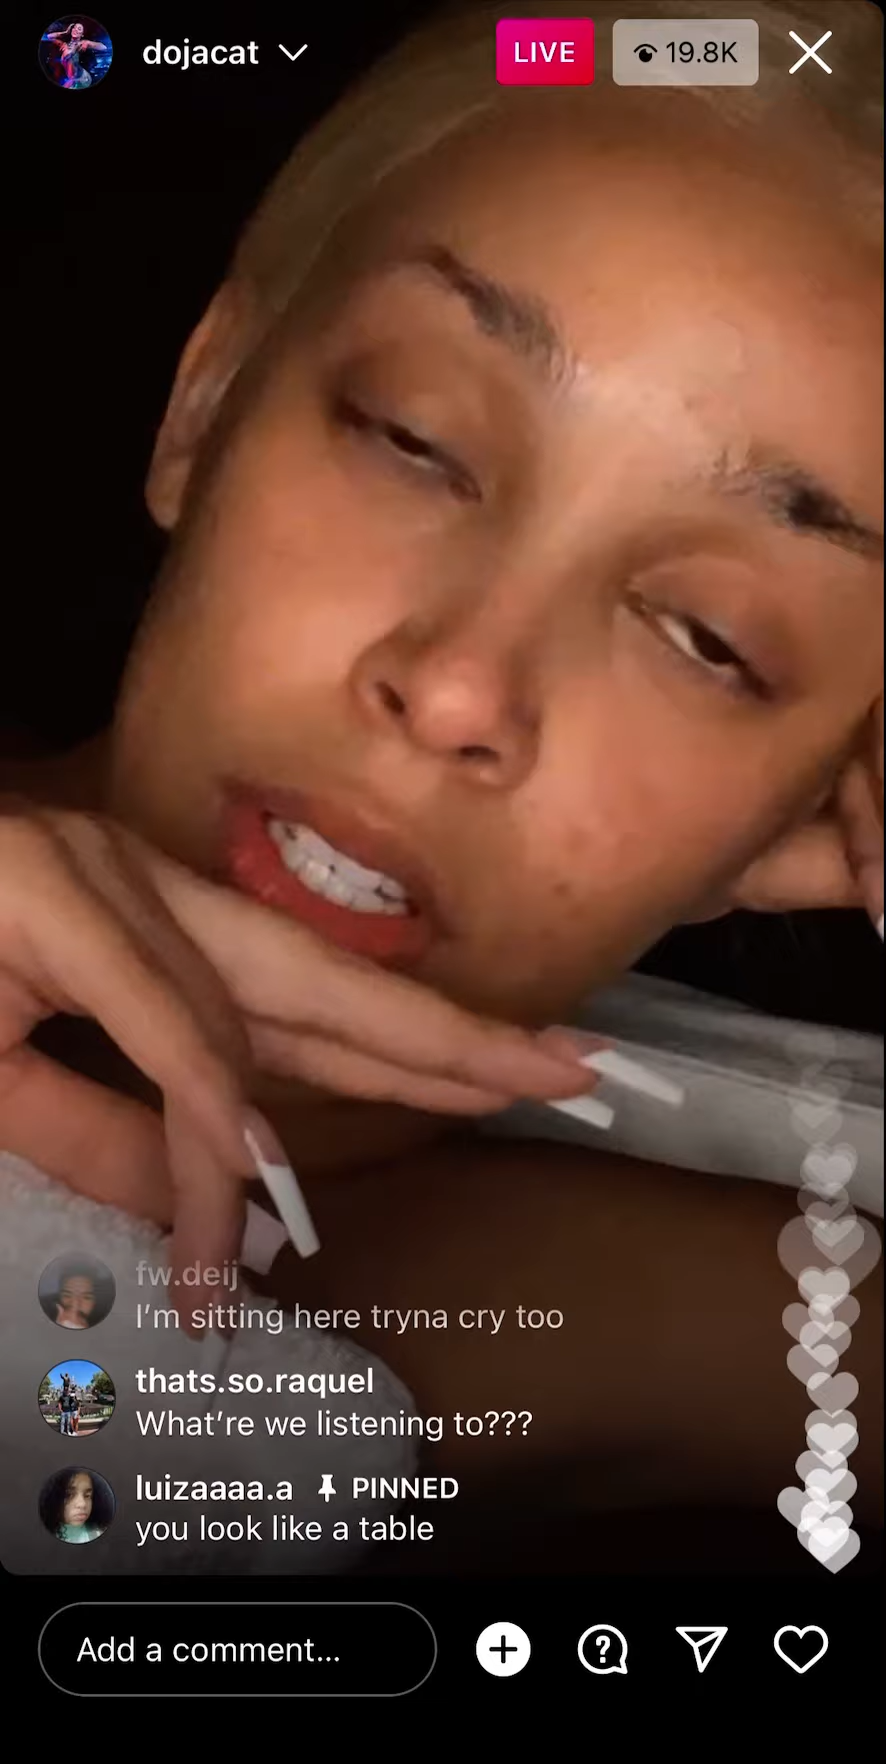 dojacat
LIVE
19.8K
fw.deij
I'm sitting here tryna cry too
thats.so.raquel
What're we listening to???
luizaaaa.a PINNED
you look like a table
Add a comment...